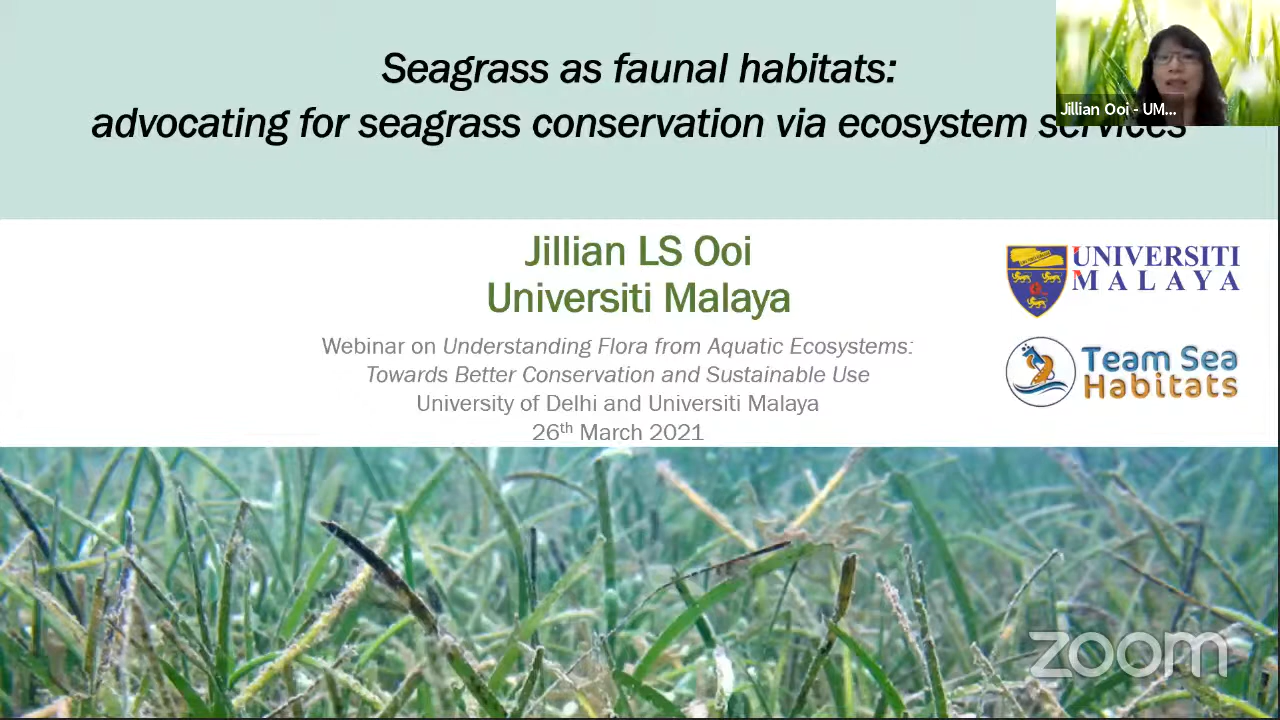 Seagrass as faunal habitats:
advocating for seagrass conservation via ecosystem services
Jillian Ooi - UM...
Jillian LS Ooi
Universiti Malaya
UNIVERSITI
MALAYA
Webinar on Understanding Flora from Aquatic Ecosystems:
Towards Better Conservation and Sustainable Use
University of Delhi and Universiti Malaya
26th March 2021
Team Sea
Habitats
zoom